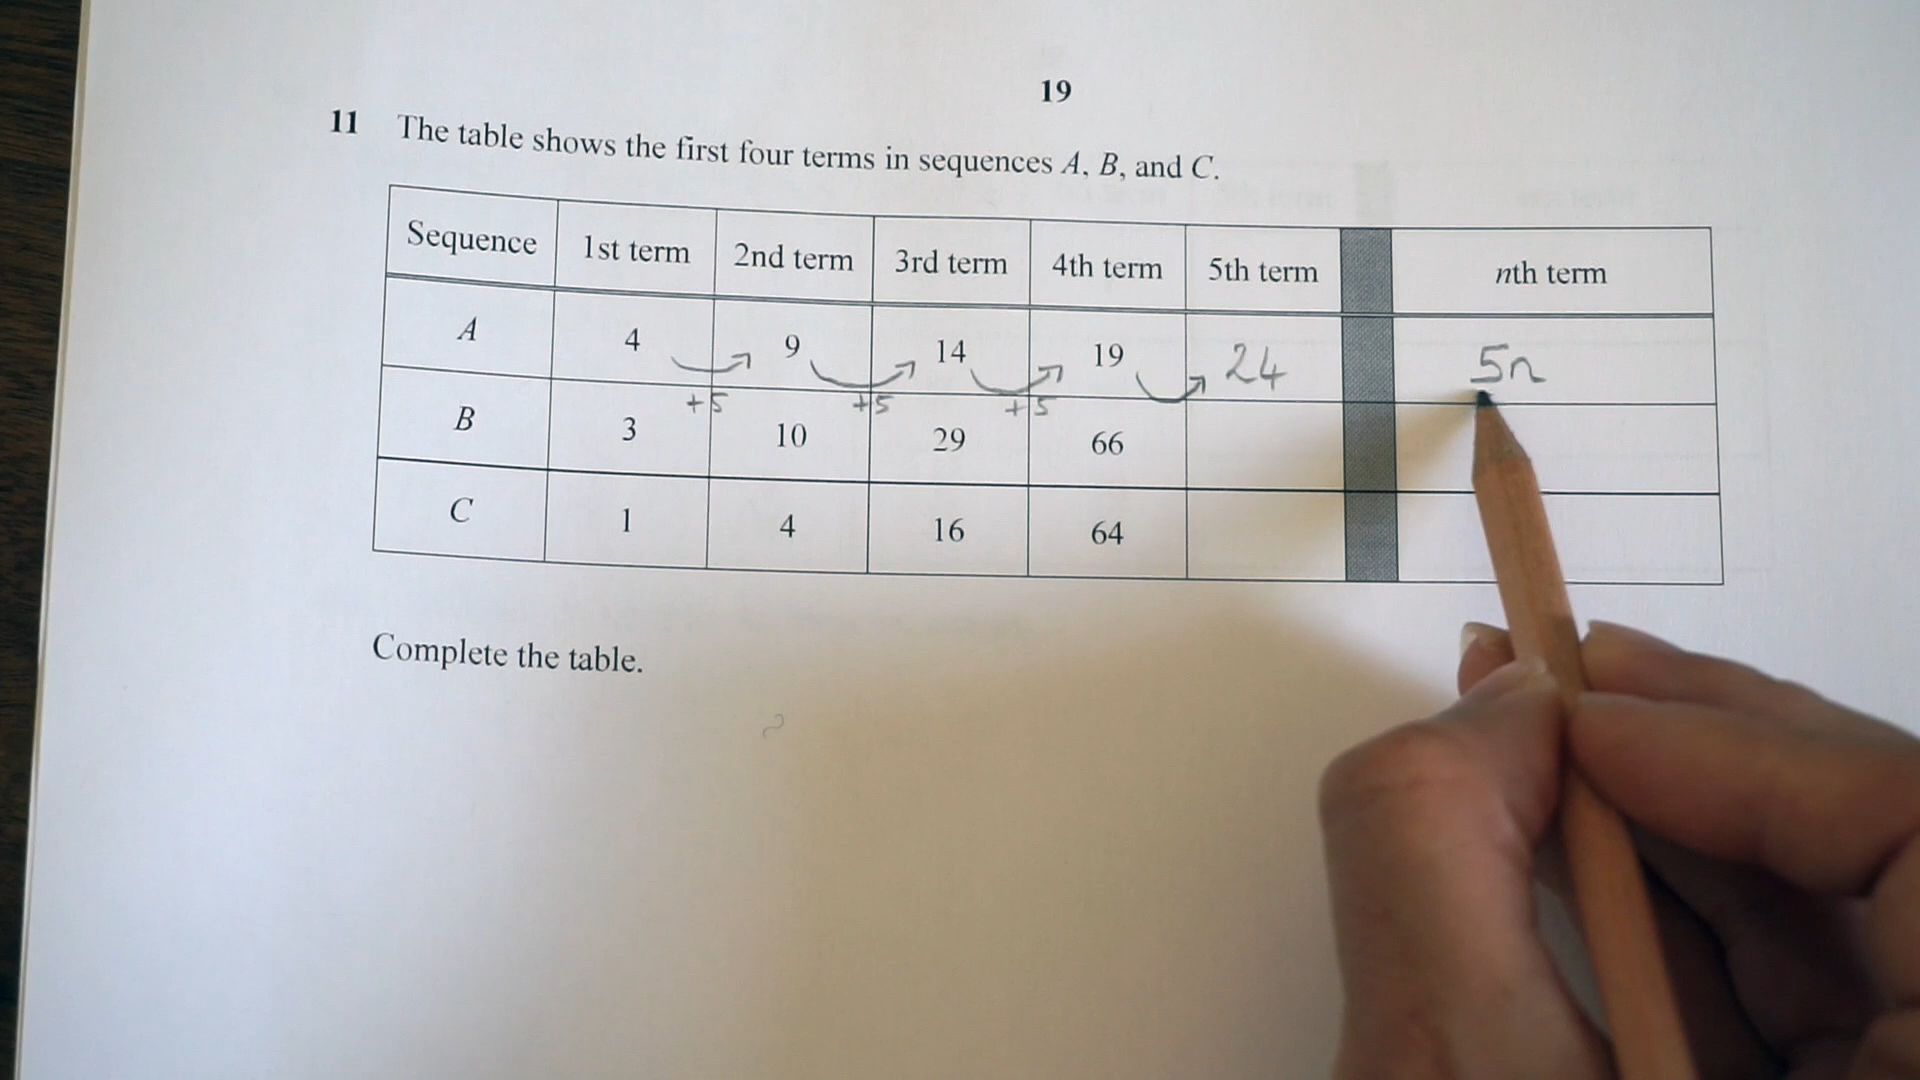 19
11 The table shows the first four terms in sequences A, B, and C.
Sequence 1st term 2nd term 3rd term 4th term 5th term nth term
A 4 9 14 19 24 5n
+5 +5 +5
B 3 10 29 66
C 1 4 16 64
Complete the table.